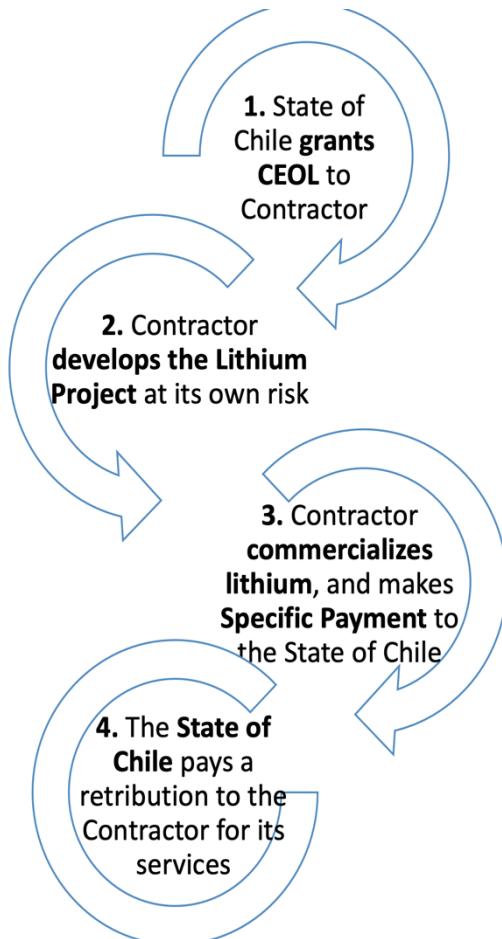 1. State of
Chile grants
CEOL to
Contractor
2. Contractor
develops the Lithium
Project at its own risk
3. Contractor
commercializes
lithium, and makes
Specific Payment to
the State of Chile
4. The State of
Chile pays a
retribution to the
Contractor for its
services